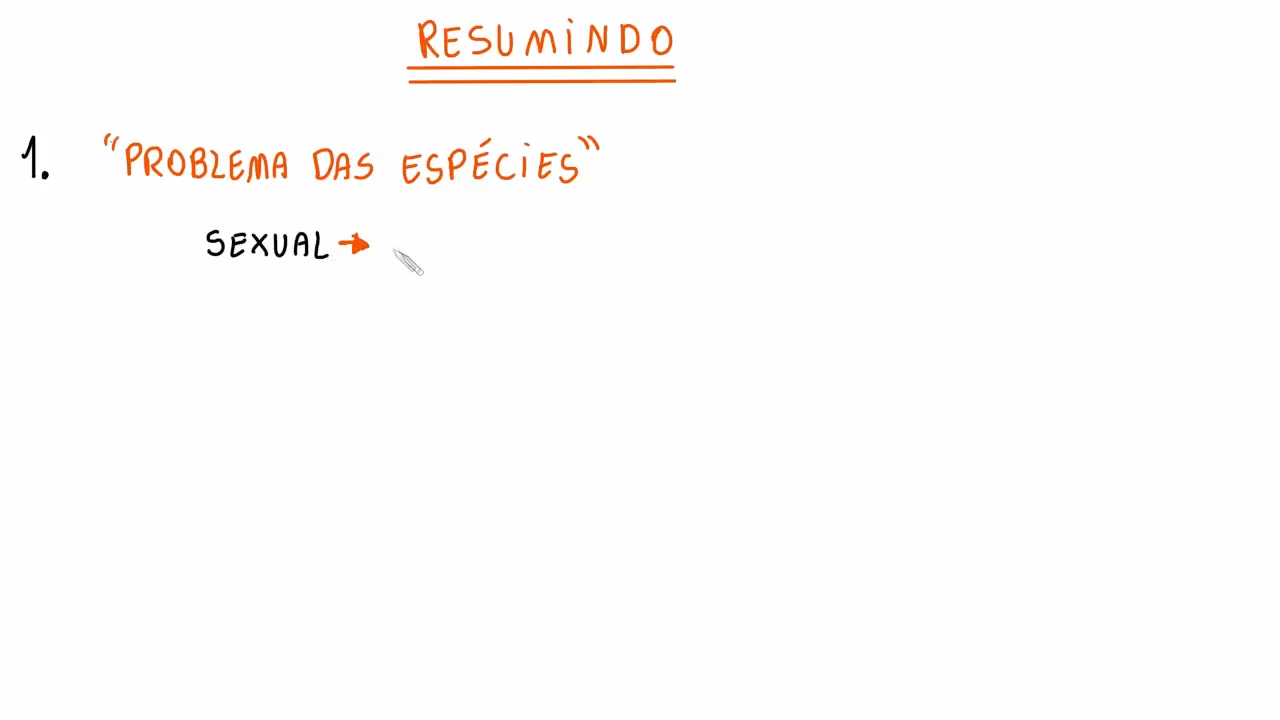 RESUMINDO
1. "PROBLEMA DAS ESPÉCIES"
SEXUAL →